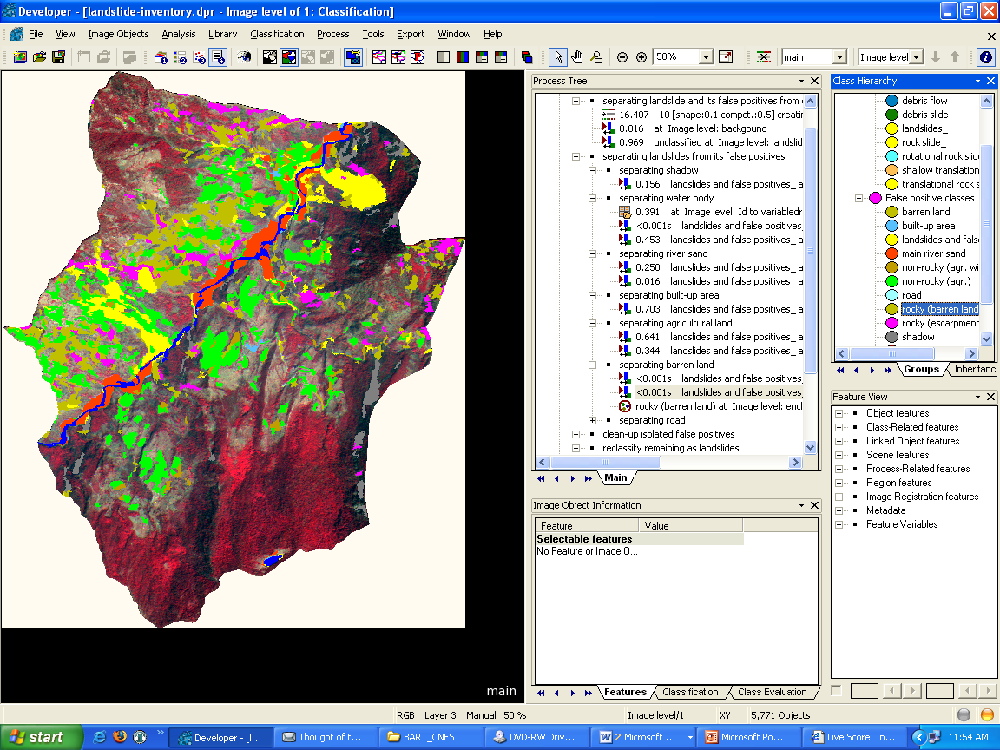 Developer - [landslide-inventory.dpr - Image level of 1: Classification]
File View Image Objects Analysis Library Classification Process Tools Export Window Help
50% main Image level
Process Tree
separating landslide and its false positives from
16.407 10 [shape:0.1 compct.:0.5] creatin
0.016 at Image level: backgound
0.969 unclassified at Image level: landslid
separating landslides from its false positives
separating shadow
0.156 landslides and false positives_ a
separating water body
0.391 at Image level: Id to variabledr
<0.001s landslides and false positives_
0.453 landslides and false positives_ a
separating river sand
0.250 landslides and false positives_ a
0.016 landslides and false positives_ a
separating built-up area
0.703 landslides and false positives_ a
separating agricultural land
0.641 landslides and false positives_ a
0.344 landslides and false positives_ a
separating barren land
<0.001s landslides and false positives_
<0.001s landslides and false positives_
rocky (barren land) at Image level: encl
separating road
clean-up isolated false positives
reclassify remaining as landslides
Main
Class Hierarchy
debris flow
debris slide
landslides_
rock slide_
rotational rock slid
shallow translation
translational rock s
False positive classes
barren land
built-up area
landslides and false
main river sand
non-rocky (agr. wi
non-rocky (agr.)
road
rocky (barren land
rocky (escarpment
shadow
Groups Inheritanc
Image Object Information
Feature Value
Selectable features
No Feature or Image O...
Features Classification Class Evaluation
Feature View
Object features
Class-Related features
Linked Object features
Scene features
Process-Related features
Region features
Image Registration features
Metadata
Feature Variables
main
RGB Layer 3 Manual 50 % Image level/1 XY 5,771 Objects
start Developer - [l... Thought of t... BART_CNES DVD-RW Driv... 2 Microsoft ... Microsoft Po... Live Score: In... 11:54 AM